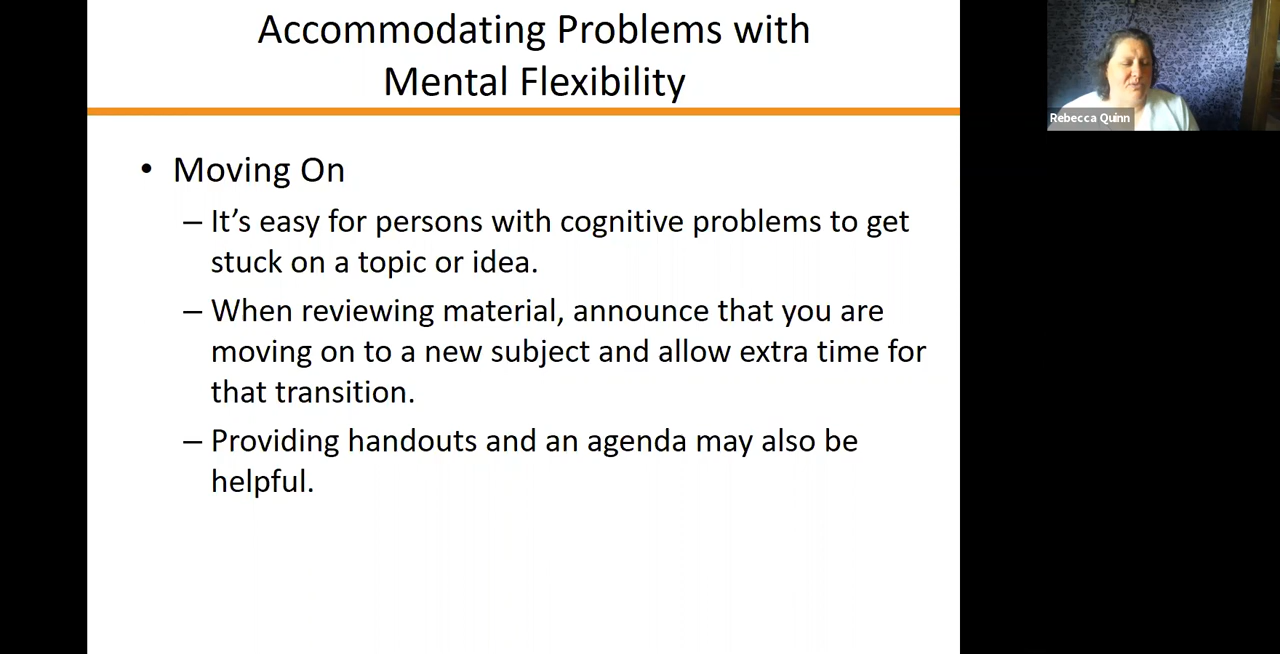 Accommodating Problems with
Mental Flexibility
• Moving On
– It’s easy for persons with cognitive problems to get
stuck on a topic or idea.
– When reviewing material, announce that you are
moving on to a new subject and allow extra time for
that transition.
– Providing handouts and an agenda may also be
helpful.
Rebecca Quinn